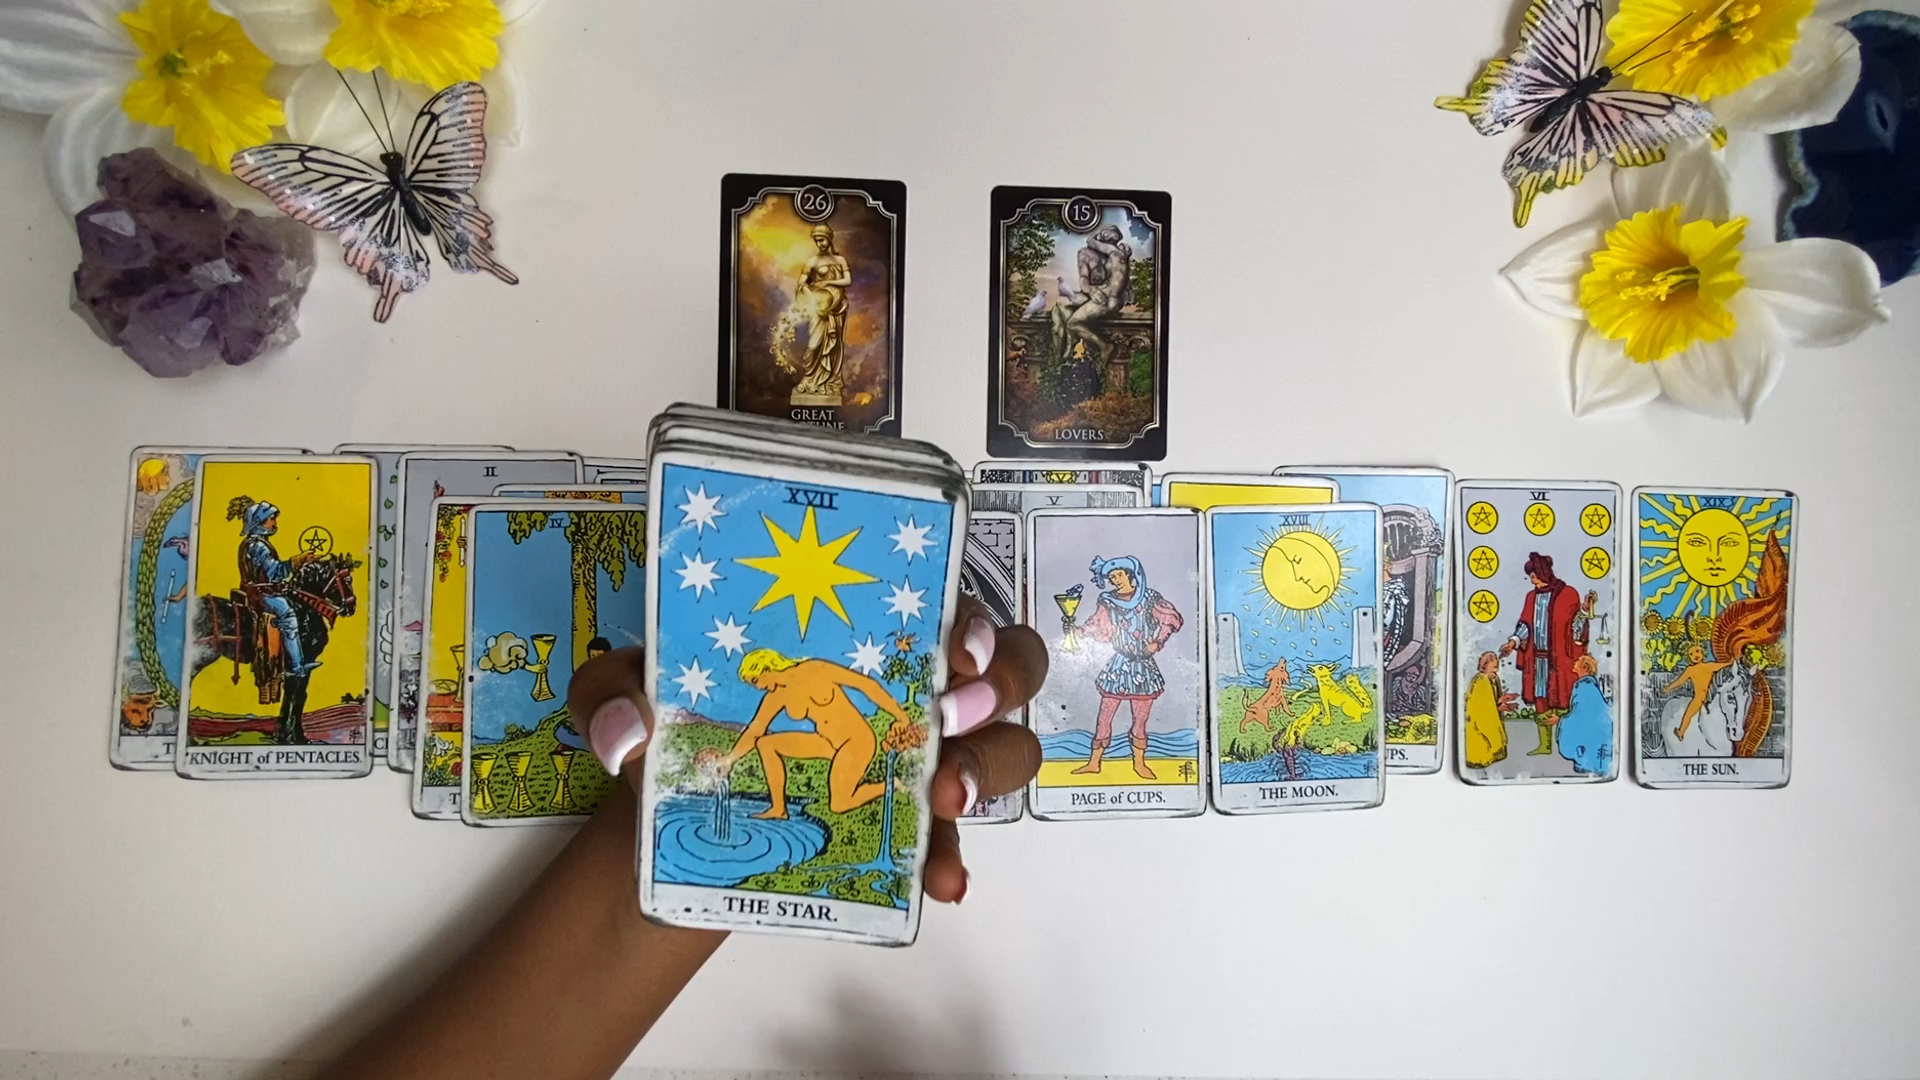 26
15
GREAT
LOVERS
II
V
VI
XIX
IV
XVII
XVIII
KNIGHT of PENTACLES.
PAGE of CUPS.
THE MOON.
THE SUN.
THE STAR.